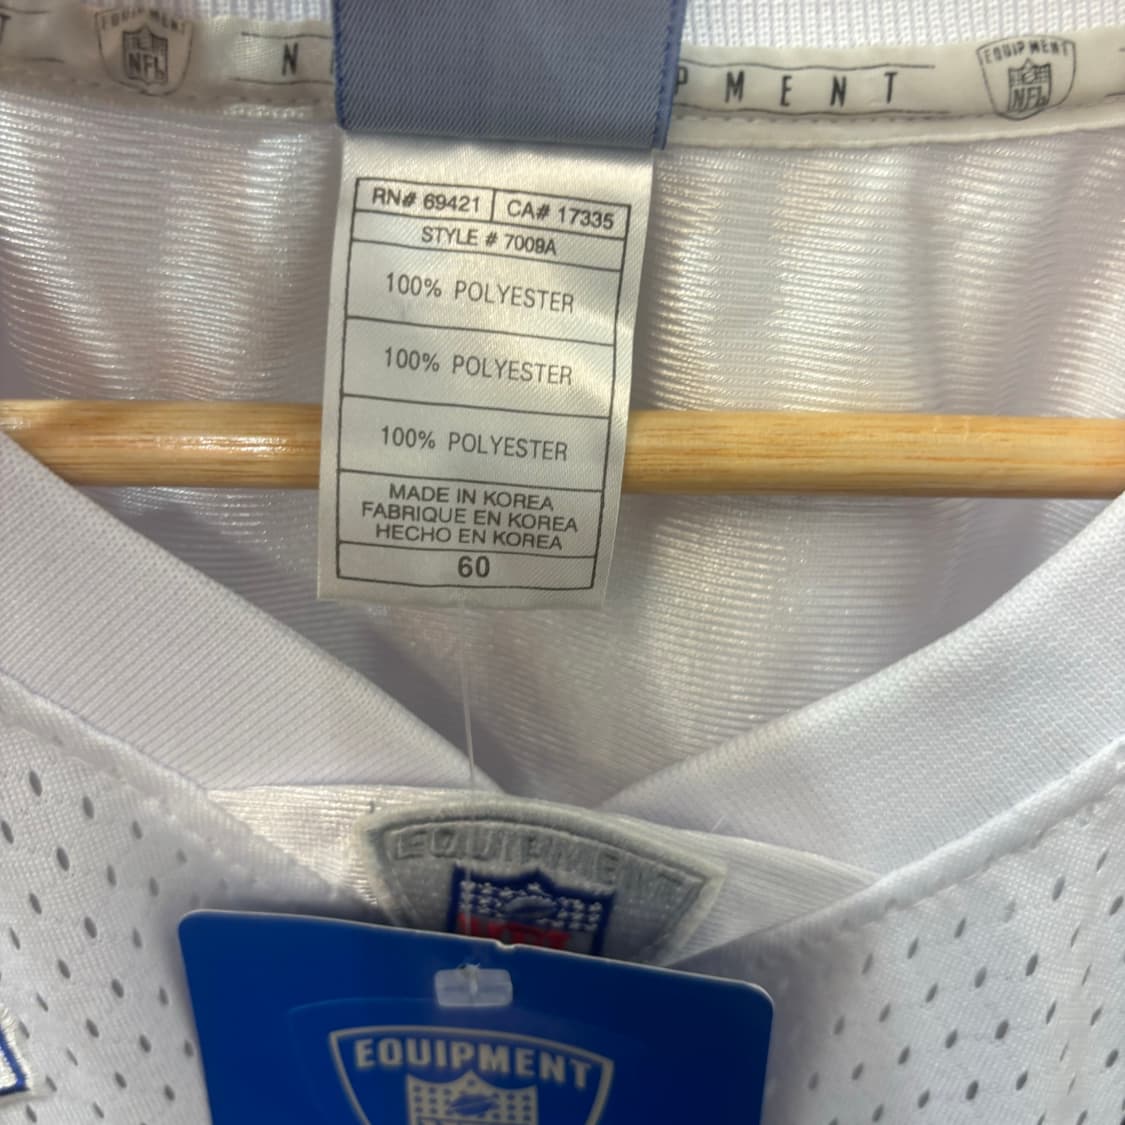 EQUIPMENT
NFL
N
PMENT
EQUIPMENT
NFL
RN# 69421 CA# 17335
STYLE # 7009A
100% POLYESTER
100% POLYESTER
100% POLYESTER
MADE IN KOREA
FABRIQUE EN KOREA
HECHO EN KOREA
60
EQUIPMENT
NFL
EQUIPMENT